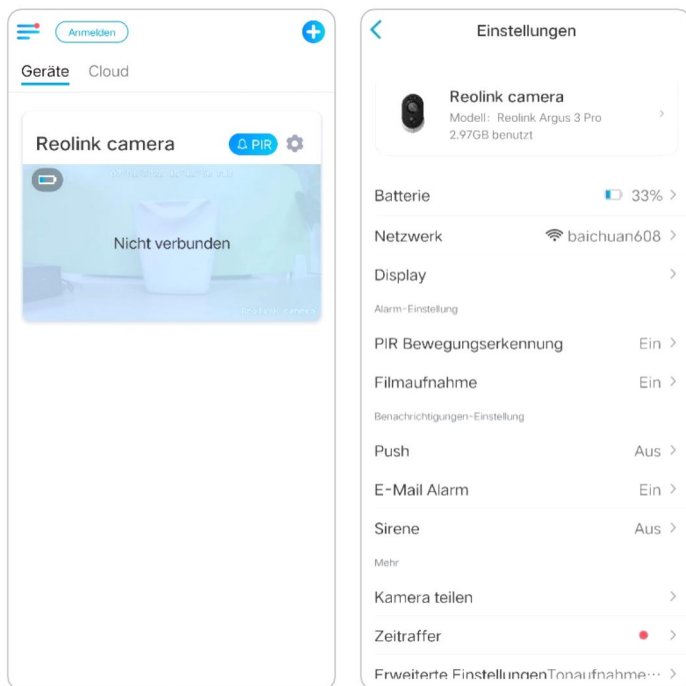 Anmelden
Geräte Cloud
Reolink camera
PIR
Nicht verbunden
Einstellungen
Reolink camera
Modell: Reolink Argus 3 Pro
2.97GB benutzt
Batterie 33%
Netzwerk baichuan608
Display
Alarm-Einstellung
PIR Bewegungserkennung Ein
Filmaufnahme Ein
Benachrichtigungen-Einstellung
Push Aus
E-Mail Alarm Ein
Sirene Aus
Mehr
Kamera teilen
Zeitraffer
Erweiterte EinstellungenTonaufnahme···